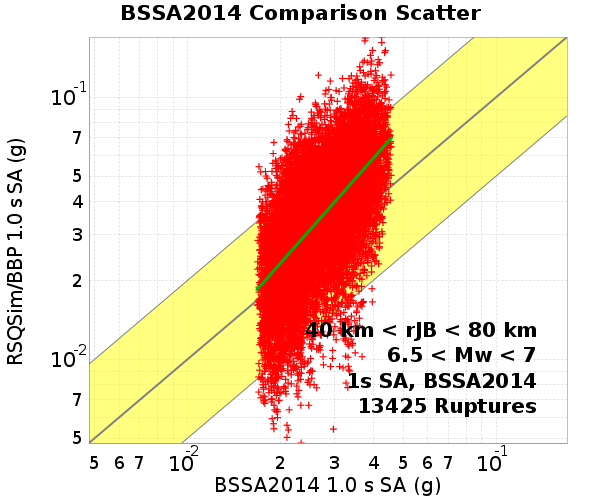 BSSA2014 Comparison Scatter
RSQSim/BBP 1.0 s SA (g)
10-1
7
5
4
3
2
10-2
7
5
40 km < rJB < 80 km
6.5 < Mw < 7
1s SA, BSSA2014
13425 Ruptures
5 6 7 10-2 2 3 4 5 6 7 10-1
BSSA2014 1.0 s SA (g)